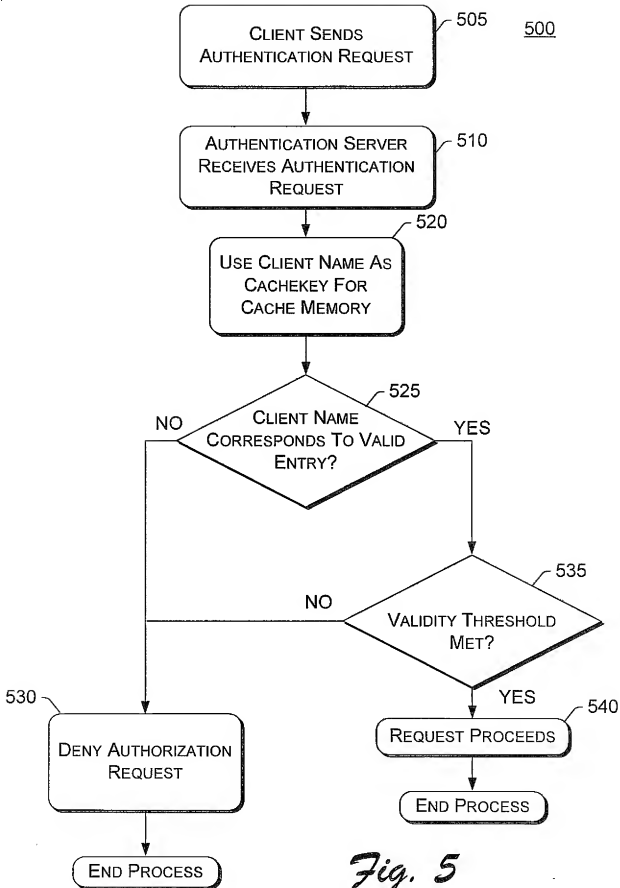 CLIENT SENDS
AUTHENTICATION REQUEST
505
500
AUTHENTICATION SERVER
RECEIVES AUTHENTICATION
REQUEST
510
520
USE CLIENT NAME AS
CACHEKEY FOR
CACHE MEMORY
525
NO
CLIENT NAME
CORRESPONDS TO VALID
ENTRY?
YES
535
NO
VALIDITY THRESHOLD
MET?
YES
530
DENY AUTHORIZATION
REQUEST
540
REQUEST PROCEEDS
END PROCESS
END PROCESS
Fig. 5